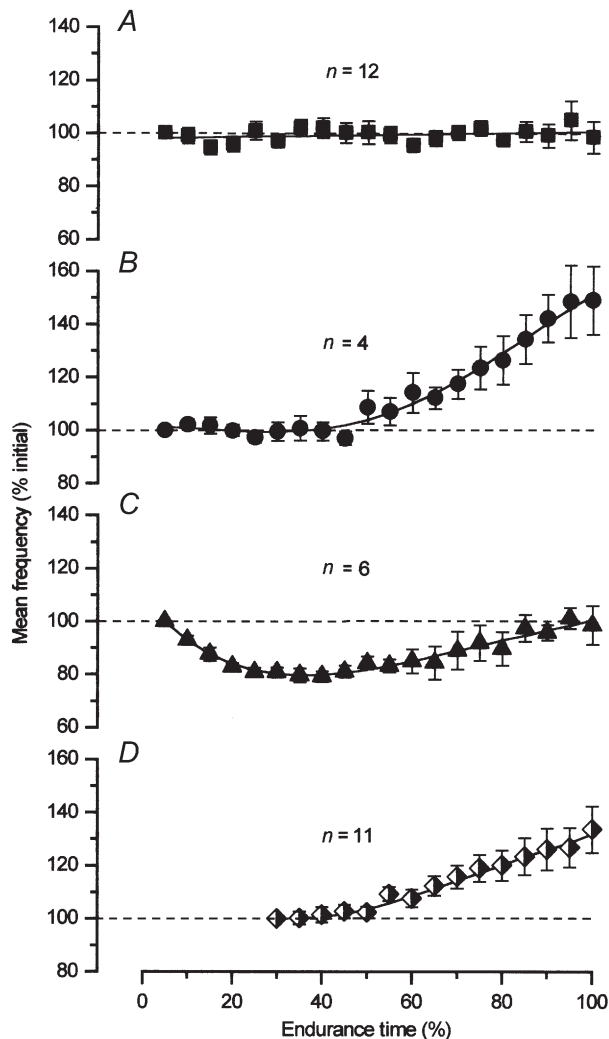 A
140
n = 12
120
100
80
60
B
160
n = 4
140
120
100
80
Mean frequency (% initial)
C
140
n = 6
120
100
80
60
D
160
140
n = 11
120
100
80
0 20 40 60 80 100
Endurance time (%)